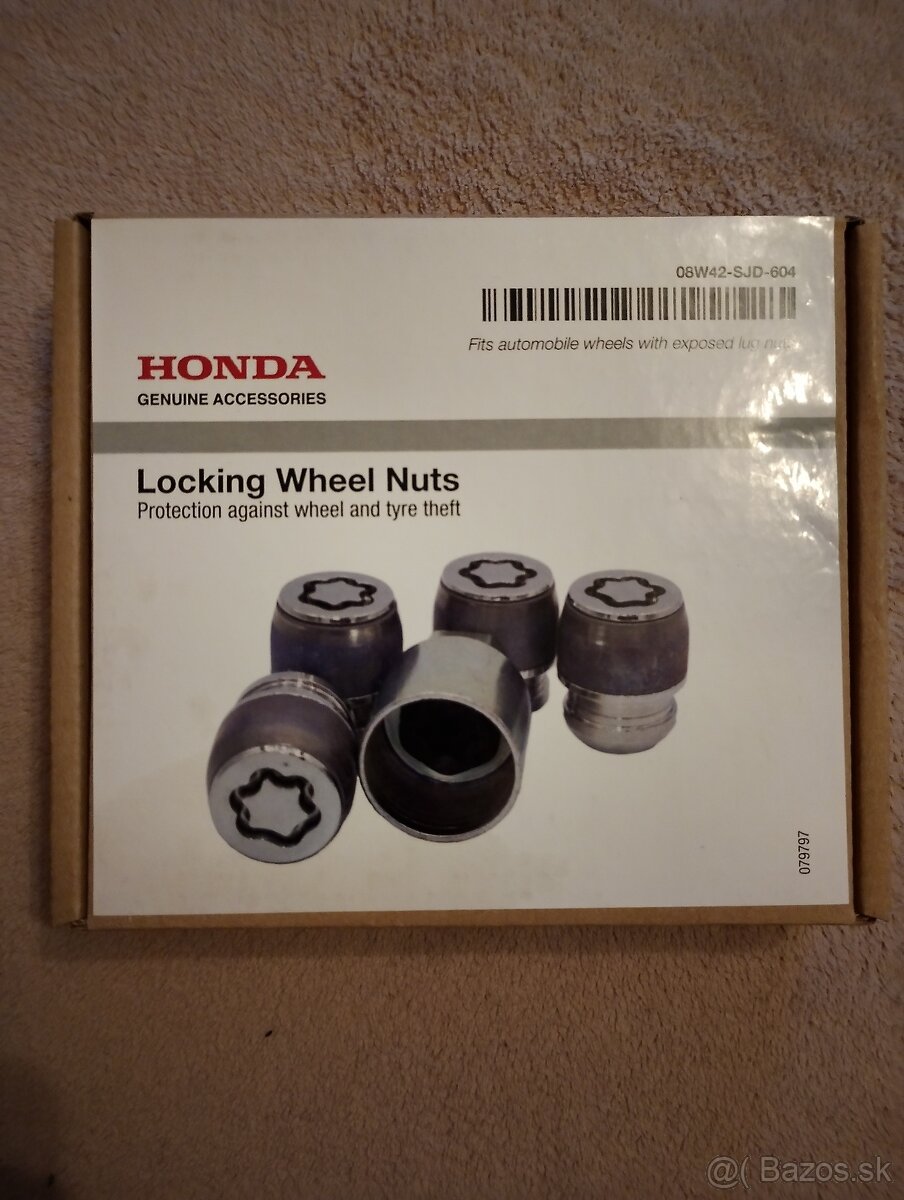 08W42-SJD-604
Fits automobile wheels with exposed lug nuts
HONDA
GENUINE ACCESSORIES
Locking Wheel Nuts
Protection against wheel and tyre theft
079797
@( Bazos.sk